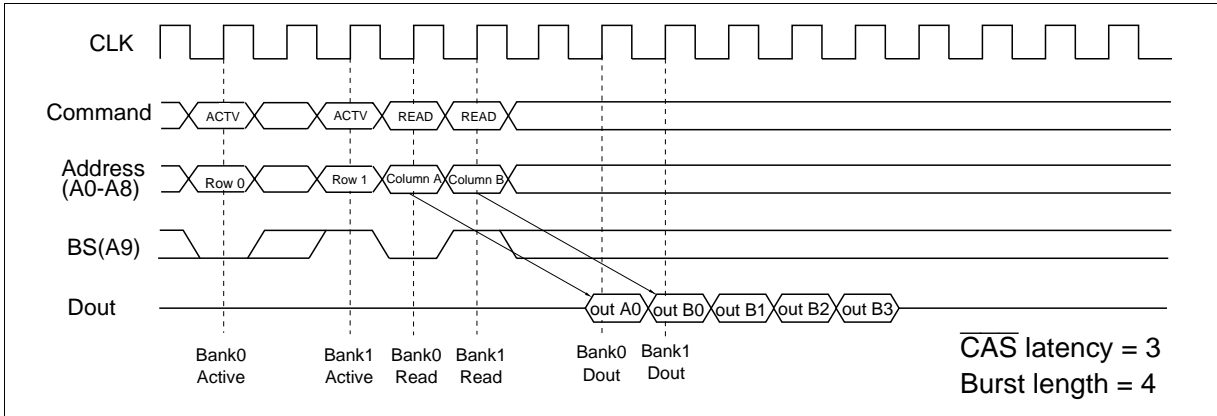 CLK
Command
ACTV
ACTV
READ
READ
Address
(A0-A8)
Row 0
Row 1
Column A
Column B
BS(A9)
Dout
out A0
out B0
out B1
out B2
out B3
Bank0
Active
Bank1
Active
Bank0
Read
Bank1
Read
Bank0
Dout
Bank1
Dout
CAS latency = 3
Burst length = 4